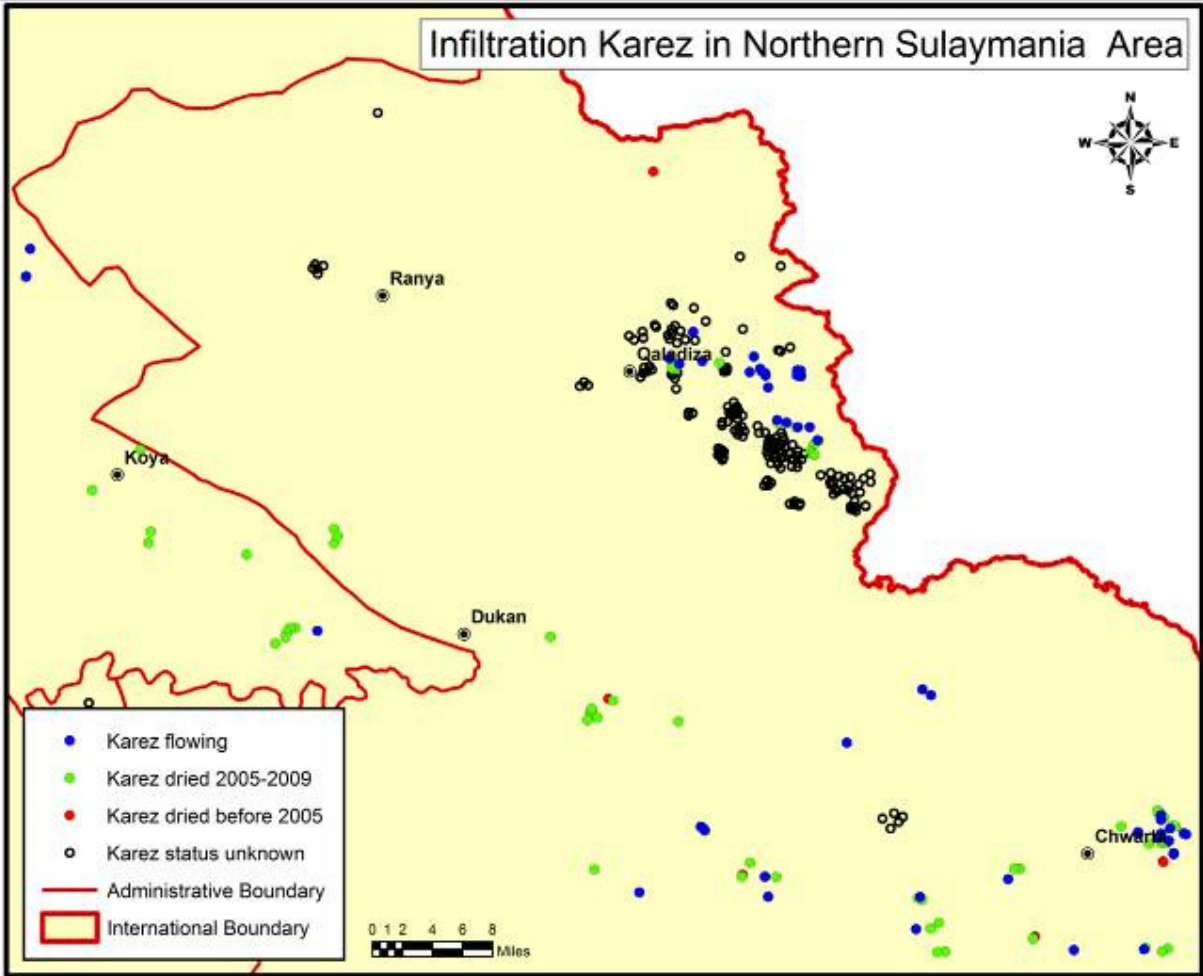 Infiltration Karez in Northern Sulaymania Area
N
W E
S
Ranya
Qaladiza
Koya
Dukan
Chwarta
Karez flowing
Karez dried 2005-2009
Karez dried before 2005
Karez status unknown
Administrative Boundary
International Boundary
0 1 2 4 6 8
Miles